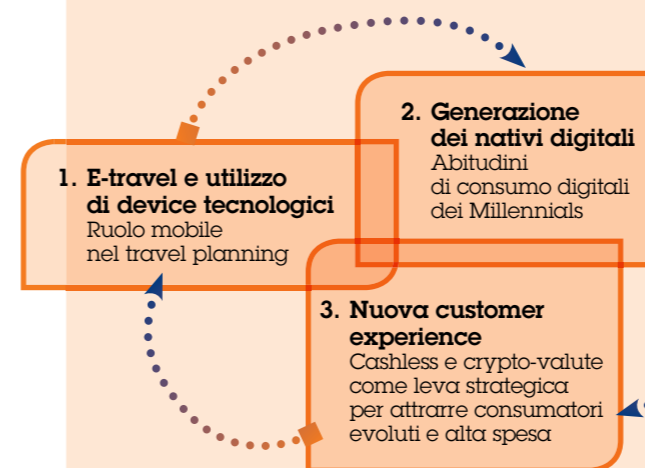 1. E-travel e utilizzo
di device tecnologici
Ruolo mobile
nel travel planning
2. Generazione
dei nativi digitali
Abitudini
di consumo digitali
dei Millennials
3. Nuova customer
experience
Cashless e crypto-valute
come leva strategica
per attrarre consumatori
evoluti e alta spesa